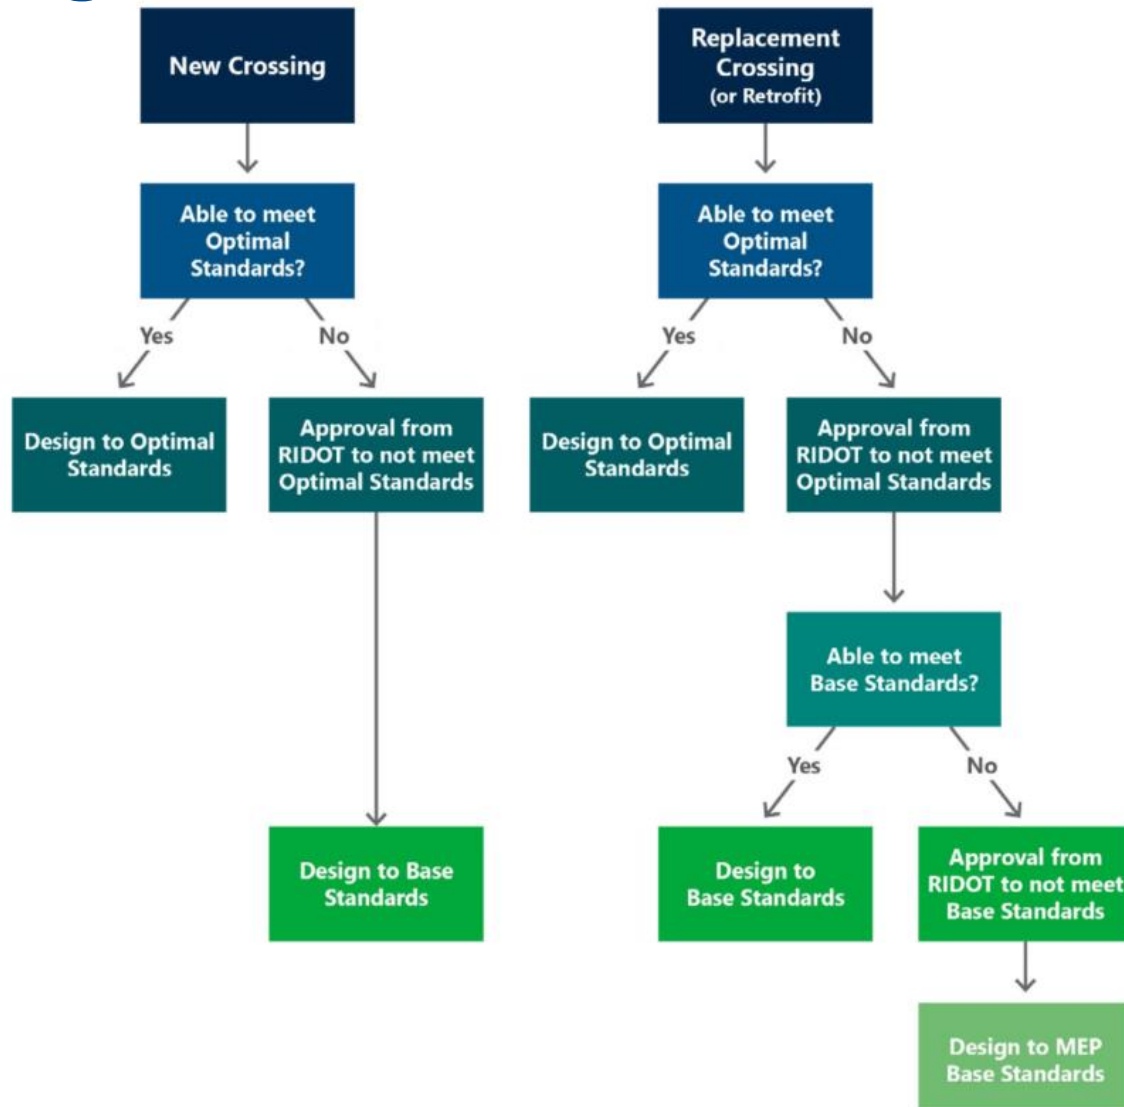 New Crossing
Able to meet
Optimal
Standards?
Yes
No
Design to Optimal
Standards
Approval from
RIDOT to not meet
Optimal Standards
Design to Base
Standards
Replacement
Crossing
(or Retrofit)
Able to meet
Optimal
Standards?
Yes
No
Design to Optimal
Standards
Approval from
RIDOT to not meet
Optimal Standards
Able to meet
Base Standards?
Yes
No
Design to
Base Standards
Approval from
RIDOT to not meet
Base Standards
Design to MEP
Base Standards